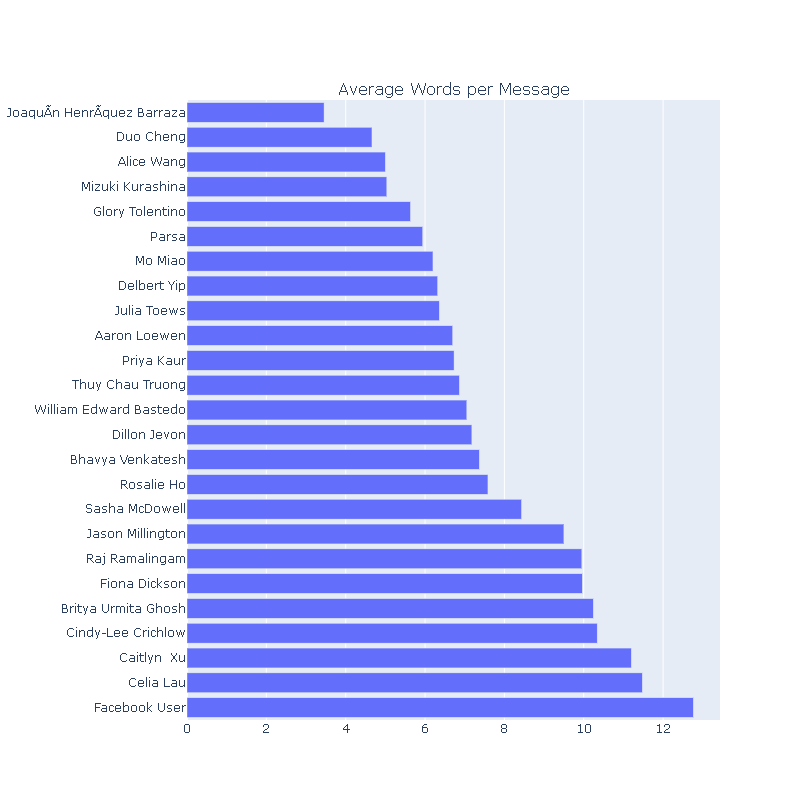 Average Words per Message
JoaquÃn HenrÃquez Barraza
Duo Cheng
Alice Wang
Mizuki Kurashina
Glory Tolentino
Parsa
Mo Miao
Delbert Yip
Julia Toews
Aaron Loewen
Priya Kaur
Thuy Chau Truong
William Edward Bastedo
Dillon Jevon
Bhavya Venkatesh
Rosalie Ho
Sasha McDowell
Jason Millington
Raj Ramalingam
Fiona Dickson
Britya Urmita Ghosh
Cindy-Lee Crichlow
Caitlyn  Xu
Celia Lau
Facebook User
0 2 4 6 8 10 12